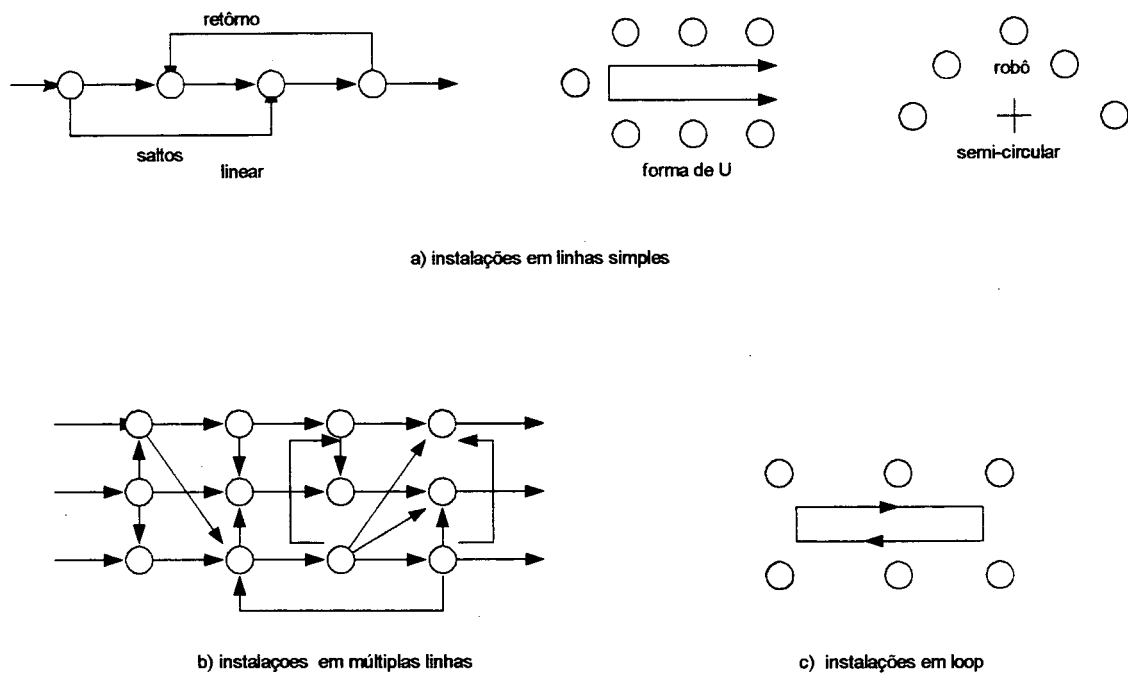 retôrno
saltos
linear
forma de U
robô
semi-circular
a) instalações em linhas simples
b) instalaçoes em múltiplas linhas
c) instalações em loop